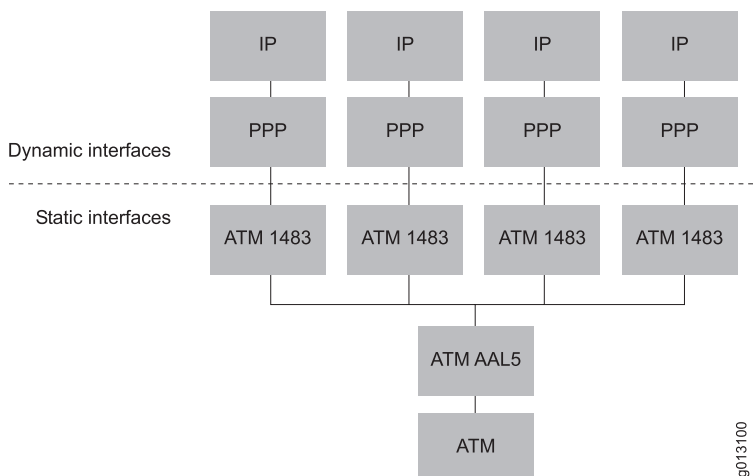 IP IP IP IP
PPP PPP PPP PPP
Dynamic interfaces
Static interfaces
ATM 1483 ATM 1483 ATM 1483 ATM 1483
ATM AAL5
ATM
g013100